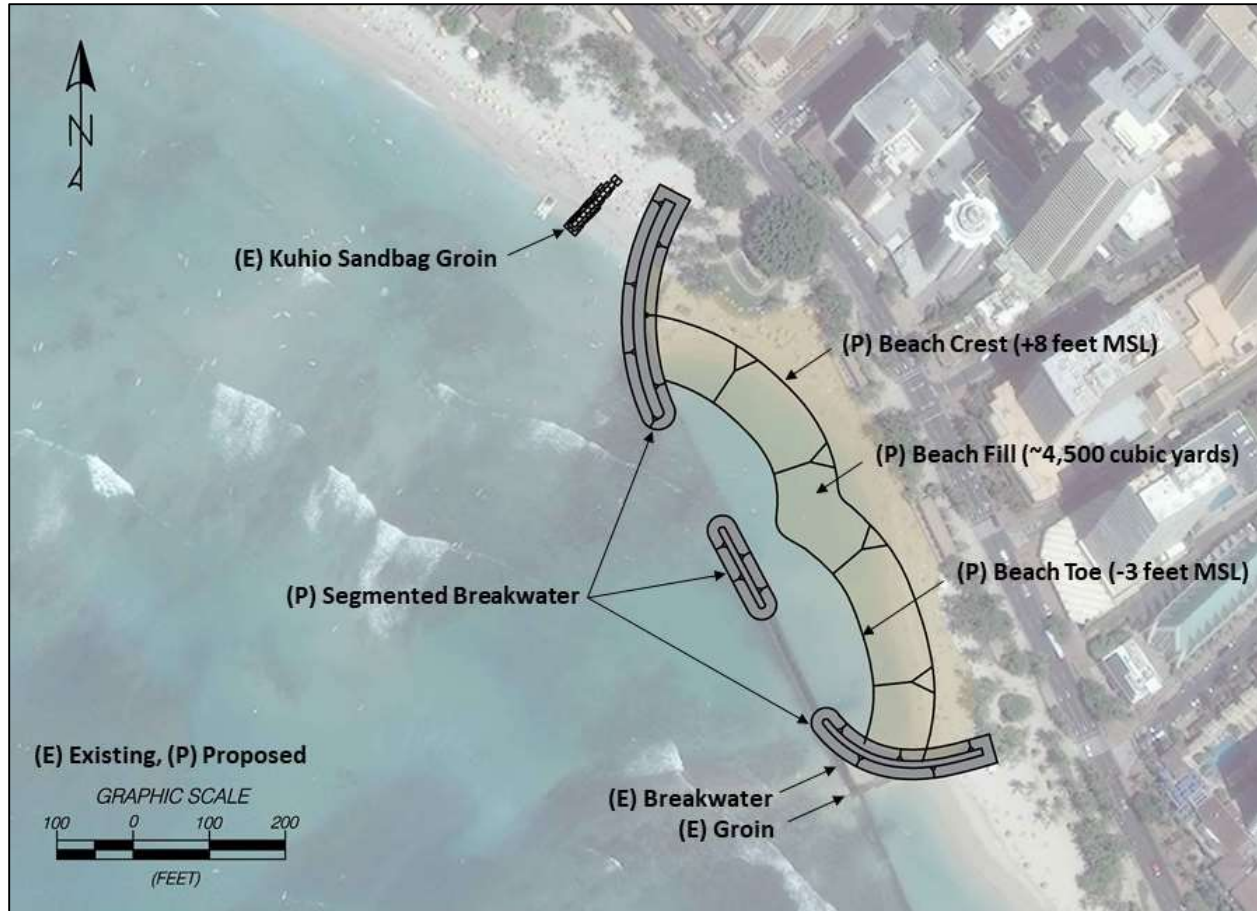 N
(E) Kuhio Sandbag Groin
(P) Beach Crest (+8 feet MSL)
(P) Beach Fill (~4,500 cubic yards)
(P) Beach Toe (-3 feet MSL)
(P) Segmented Breakwater
(E) Existing, (P) Proposed
(E) Breakwater
(E) Groin
GRAPHIC SCALE
100 0 100 200
(FEET)